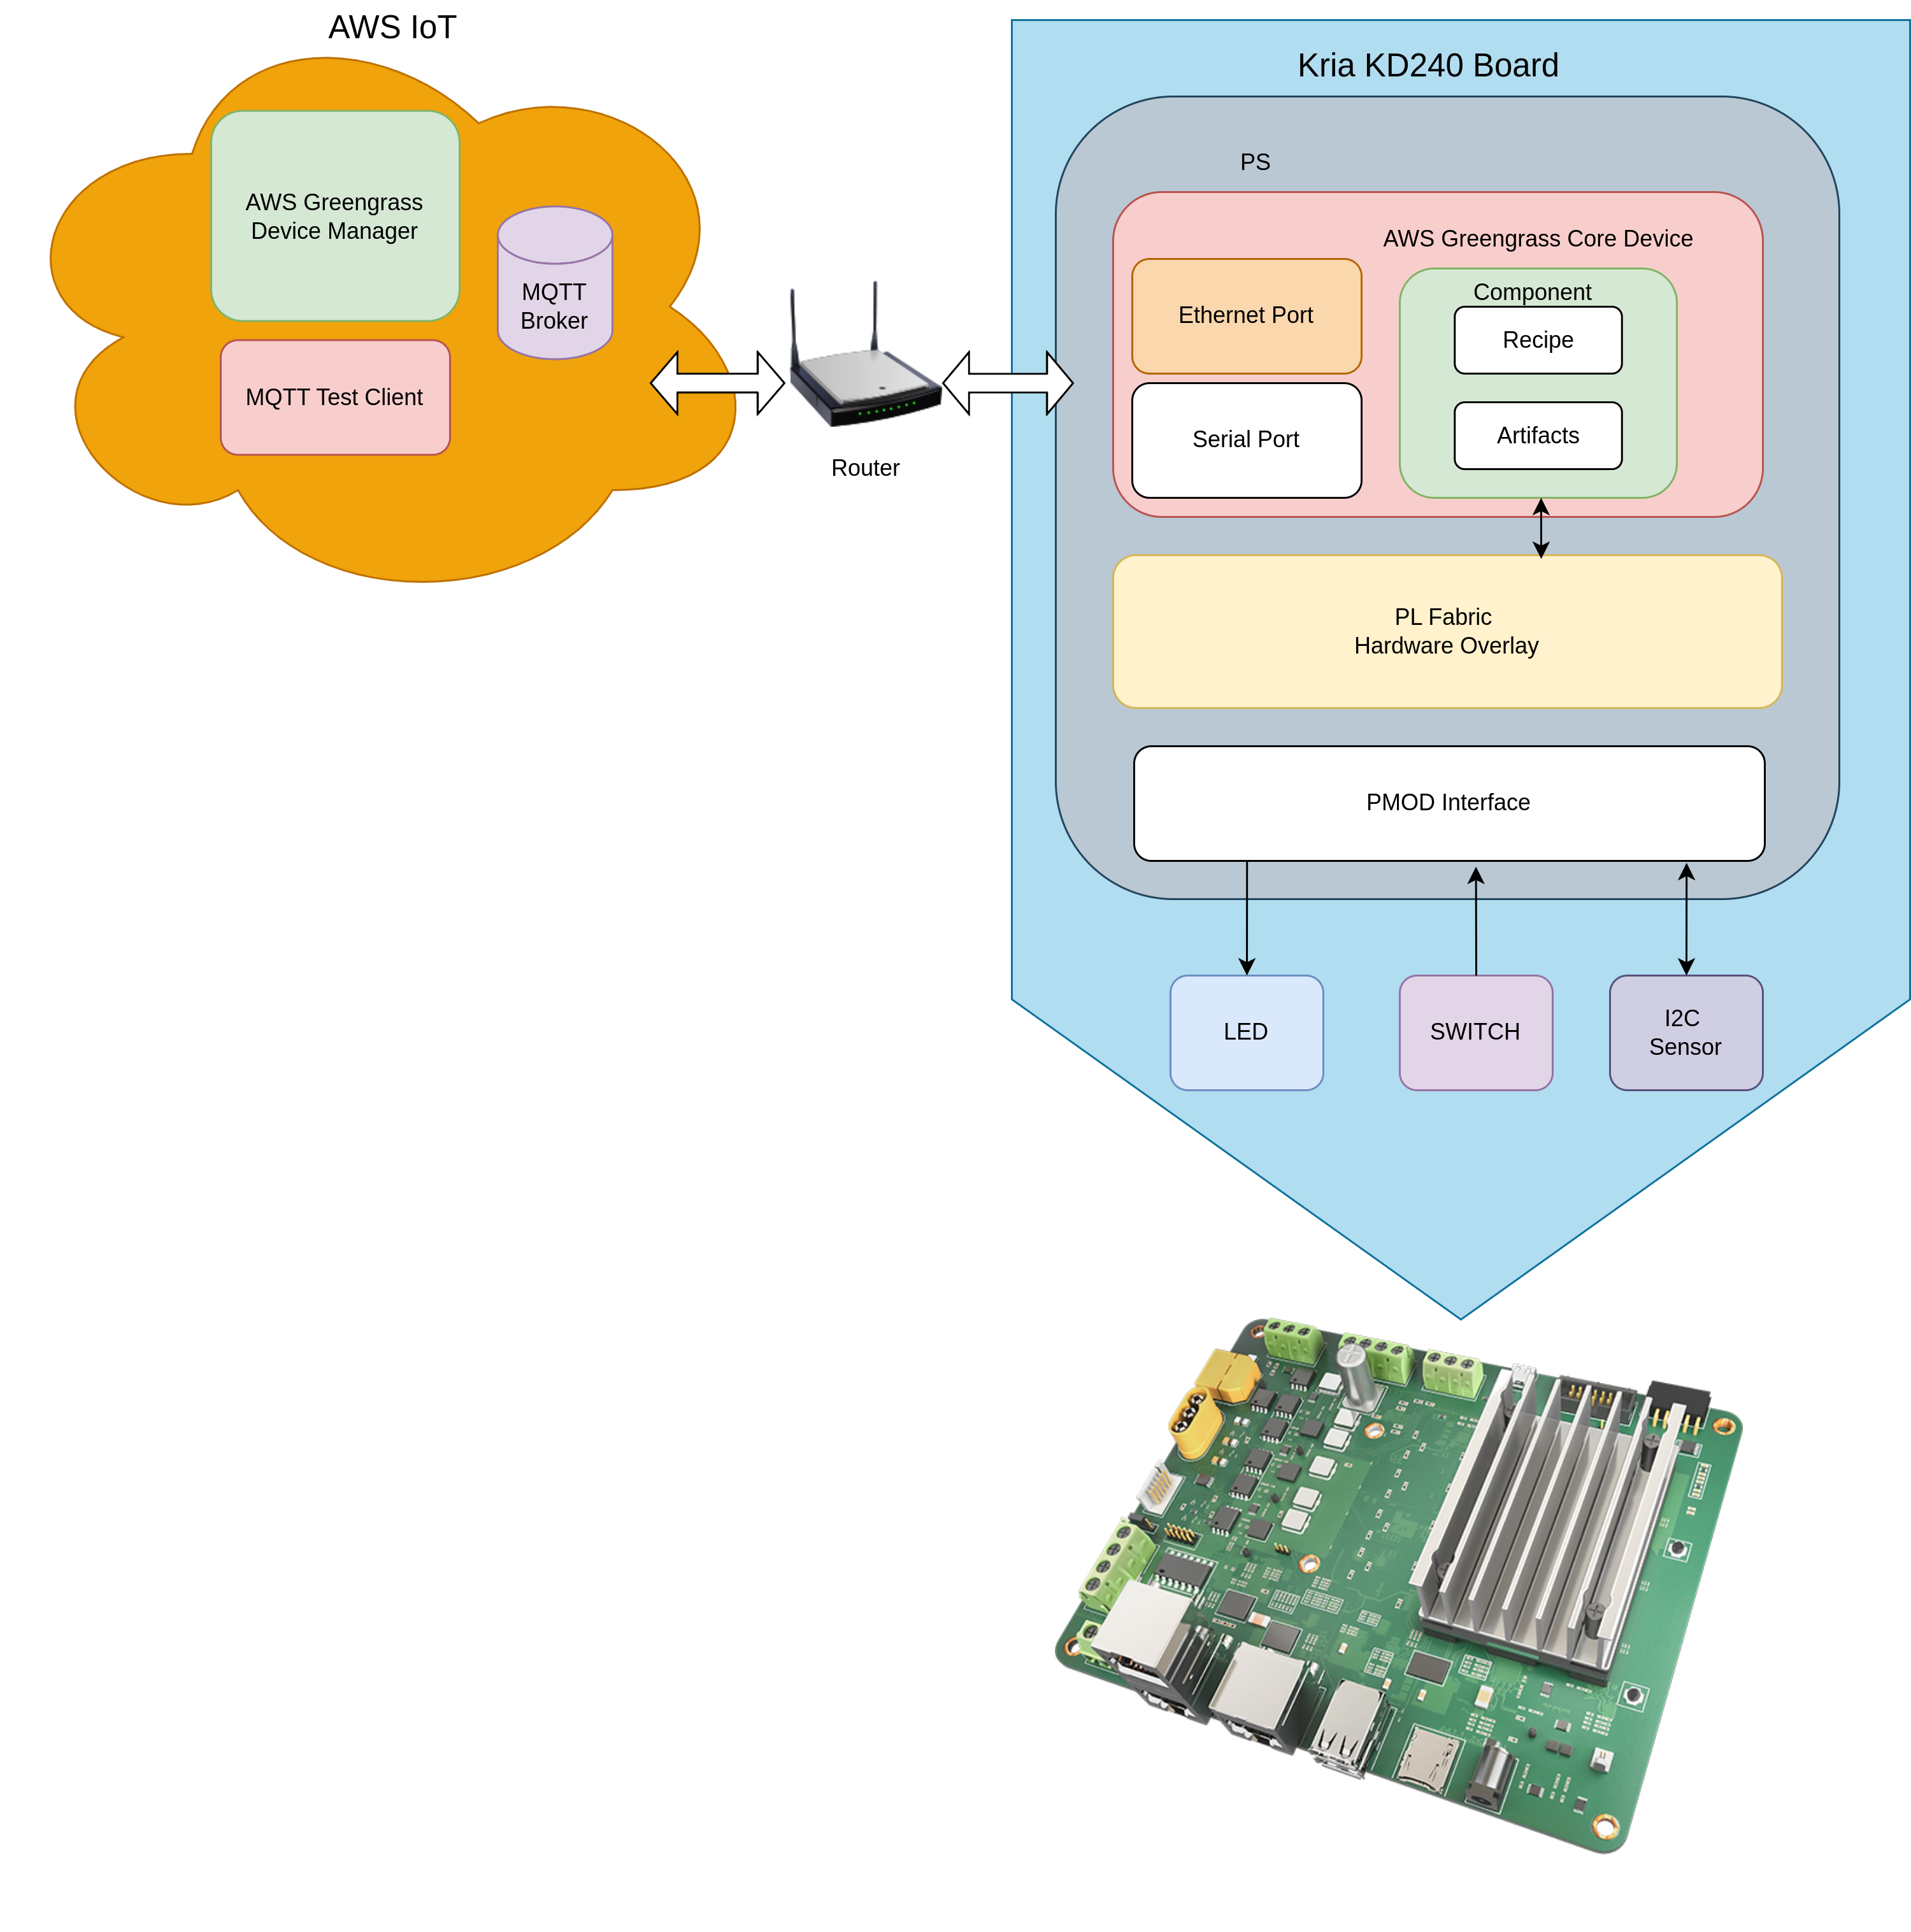 AWS IoT
AWS Greengrass
Device Manager
MQTT
Broker
MQTT Test Client
Router
Kria KD240 Board
PS
AWS Greengrass Core Device
Ethernet Port
Serial Port
Component
Recipe
Artifacts
PL Fabric
Hardware Overlay
PMOD Interface
LED
SWITCH
I2C
Sensor